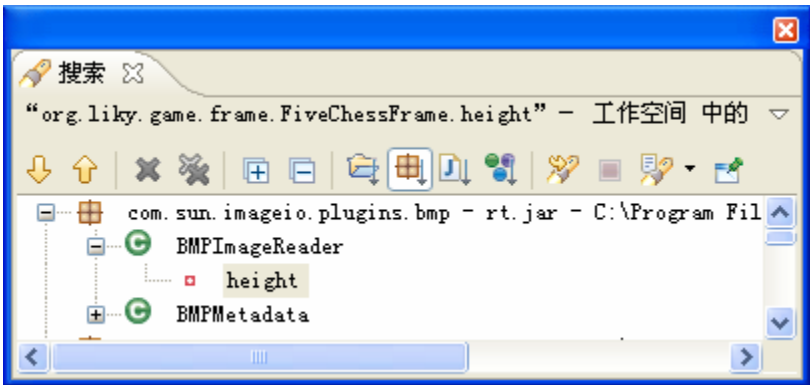 搜索
“org.liky.game.frame.FiveChessFrame.height” - 工作空间 中的
com.sun.imageio.plugins.bmp - rt.jar - C:\Program Fil
BMPImageReader
height
BMPMetadata